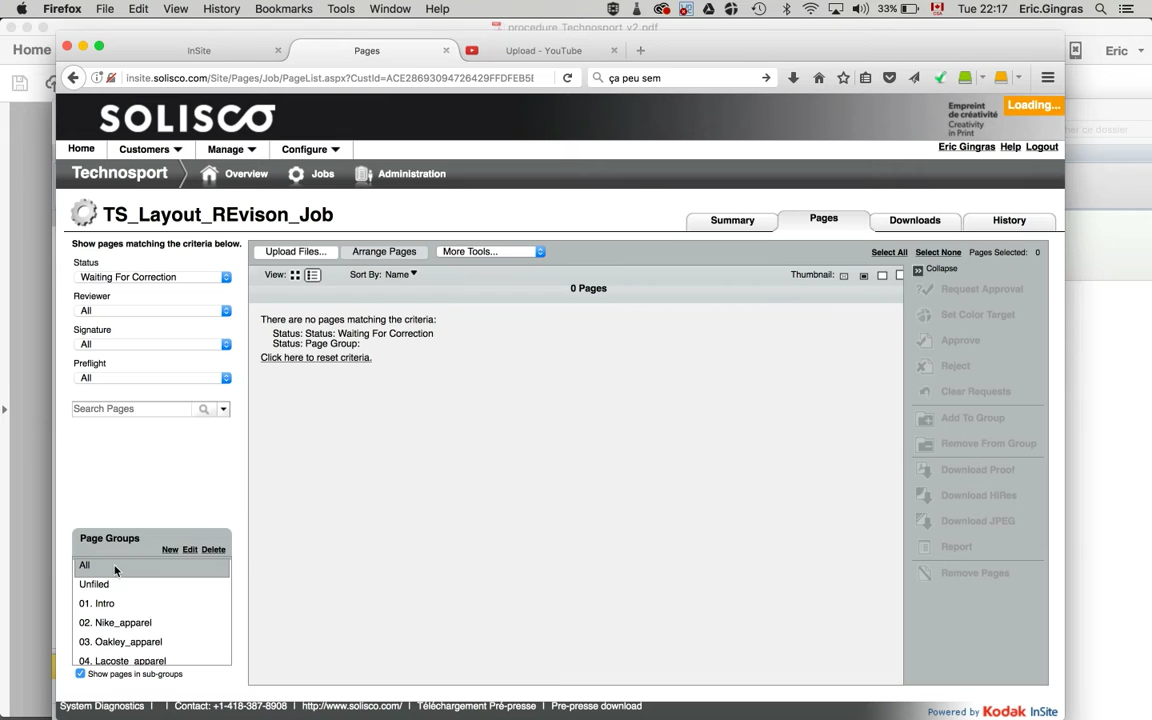 Firefox File Edit View History Bookmarks Tools Window Help 33% Tue 22:17 Eric.Gingras
procedure Technosport v2.pdf
Home Eric
InSite Pages Upload - YouTube
insite.solisco.com/Site/Pages/Job/PageList.aspx?CustId=ACE28693094726429FFDFEB5E ça peu sem
SOLISCO
Empreint
de créativité
Creativity
in Print
Loading...
her ce dossier
Home Customers Manage Configure Eric Gingras Help Logout
Technosport Overview Jobs Administration
TS_Layout_REvison_Job
Summary Pages Downloads History
Show pages matching the criteria below.
Status
Waiting For Correction
Reviewer
All
Signature
All
Preflight
All
Search Pages
Page Groups
New Edit Delete
All
Unfiled
01. Intro
02. Nike_apparel
03. Oakley_apparel
04. Lacoste_apparel
Show pages in sub-groups
Upload Files... Arrange Pages More Tools... Select All Select None Pages Selected: 0
View: Sort By: Name Thumbnail: Collapse
0 Pages
There are no pages matching the criteria:
Status: Status: Waiting For Correction
Status: Page Group:
Click here to reset criteria.
Request Approval
Set Color Target
Approve
Reject
Clear Requests
Add To Group
Remove From Group
Download Proof
Download HiRes
Download JPEG
Report
Remove Pages
System Diagnostics | | Contact: +1-418-387-8908 | http://www.solisco.com/ | Téléchargement Pré-presse | Pre-presse download
Powered by Kodak InSite